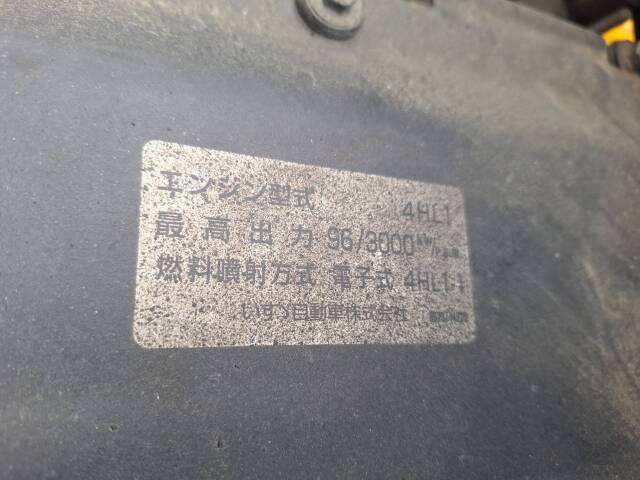 エンジン型式 4HL1
最高出力 96/3000 kW/r.p.m
燃料噴射方式 電子式 4HL1-
いすゞ自動車株式会社